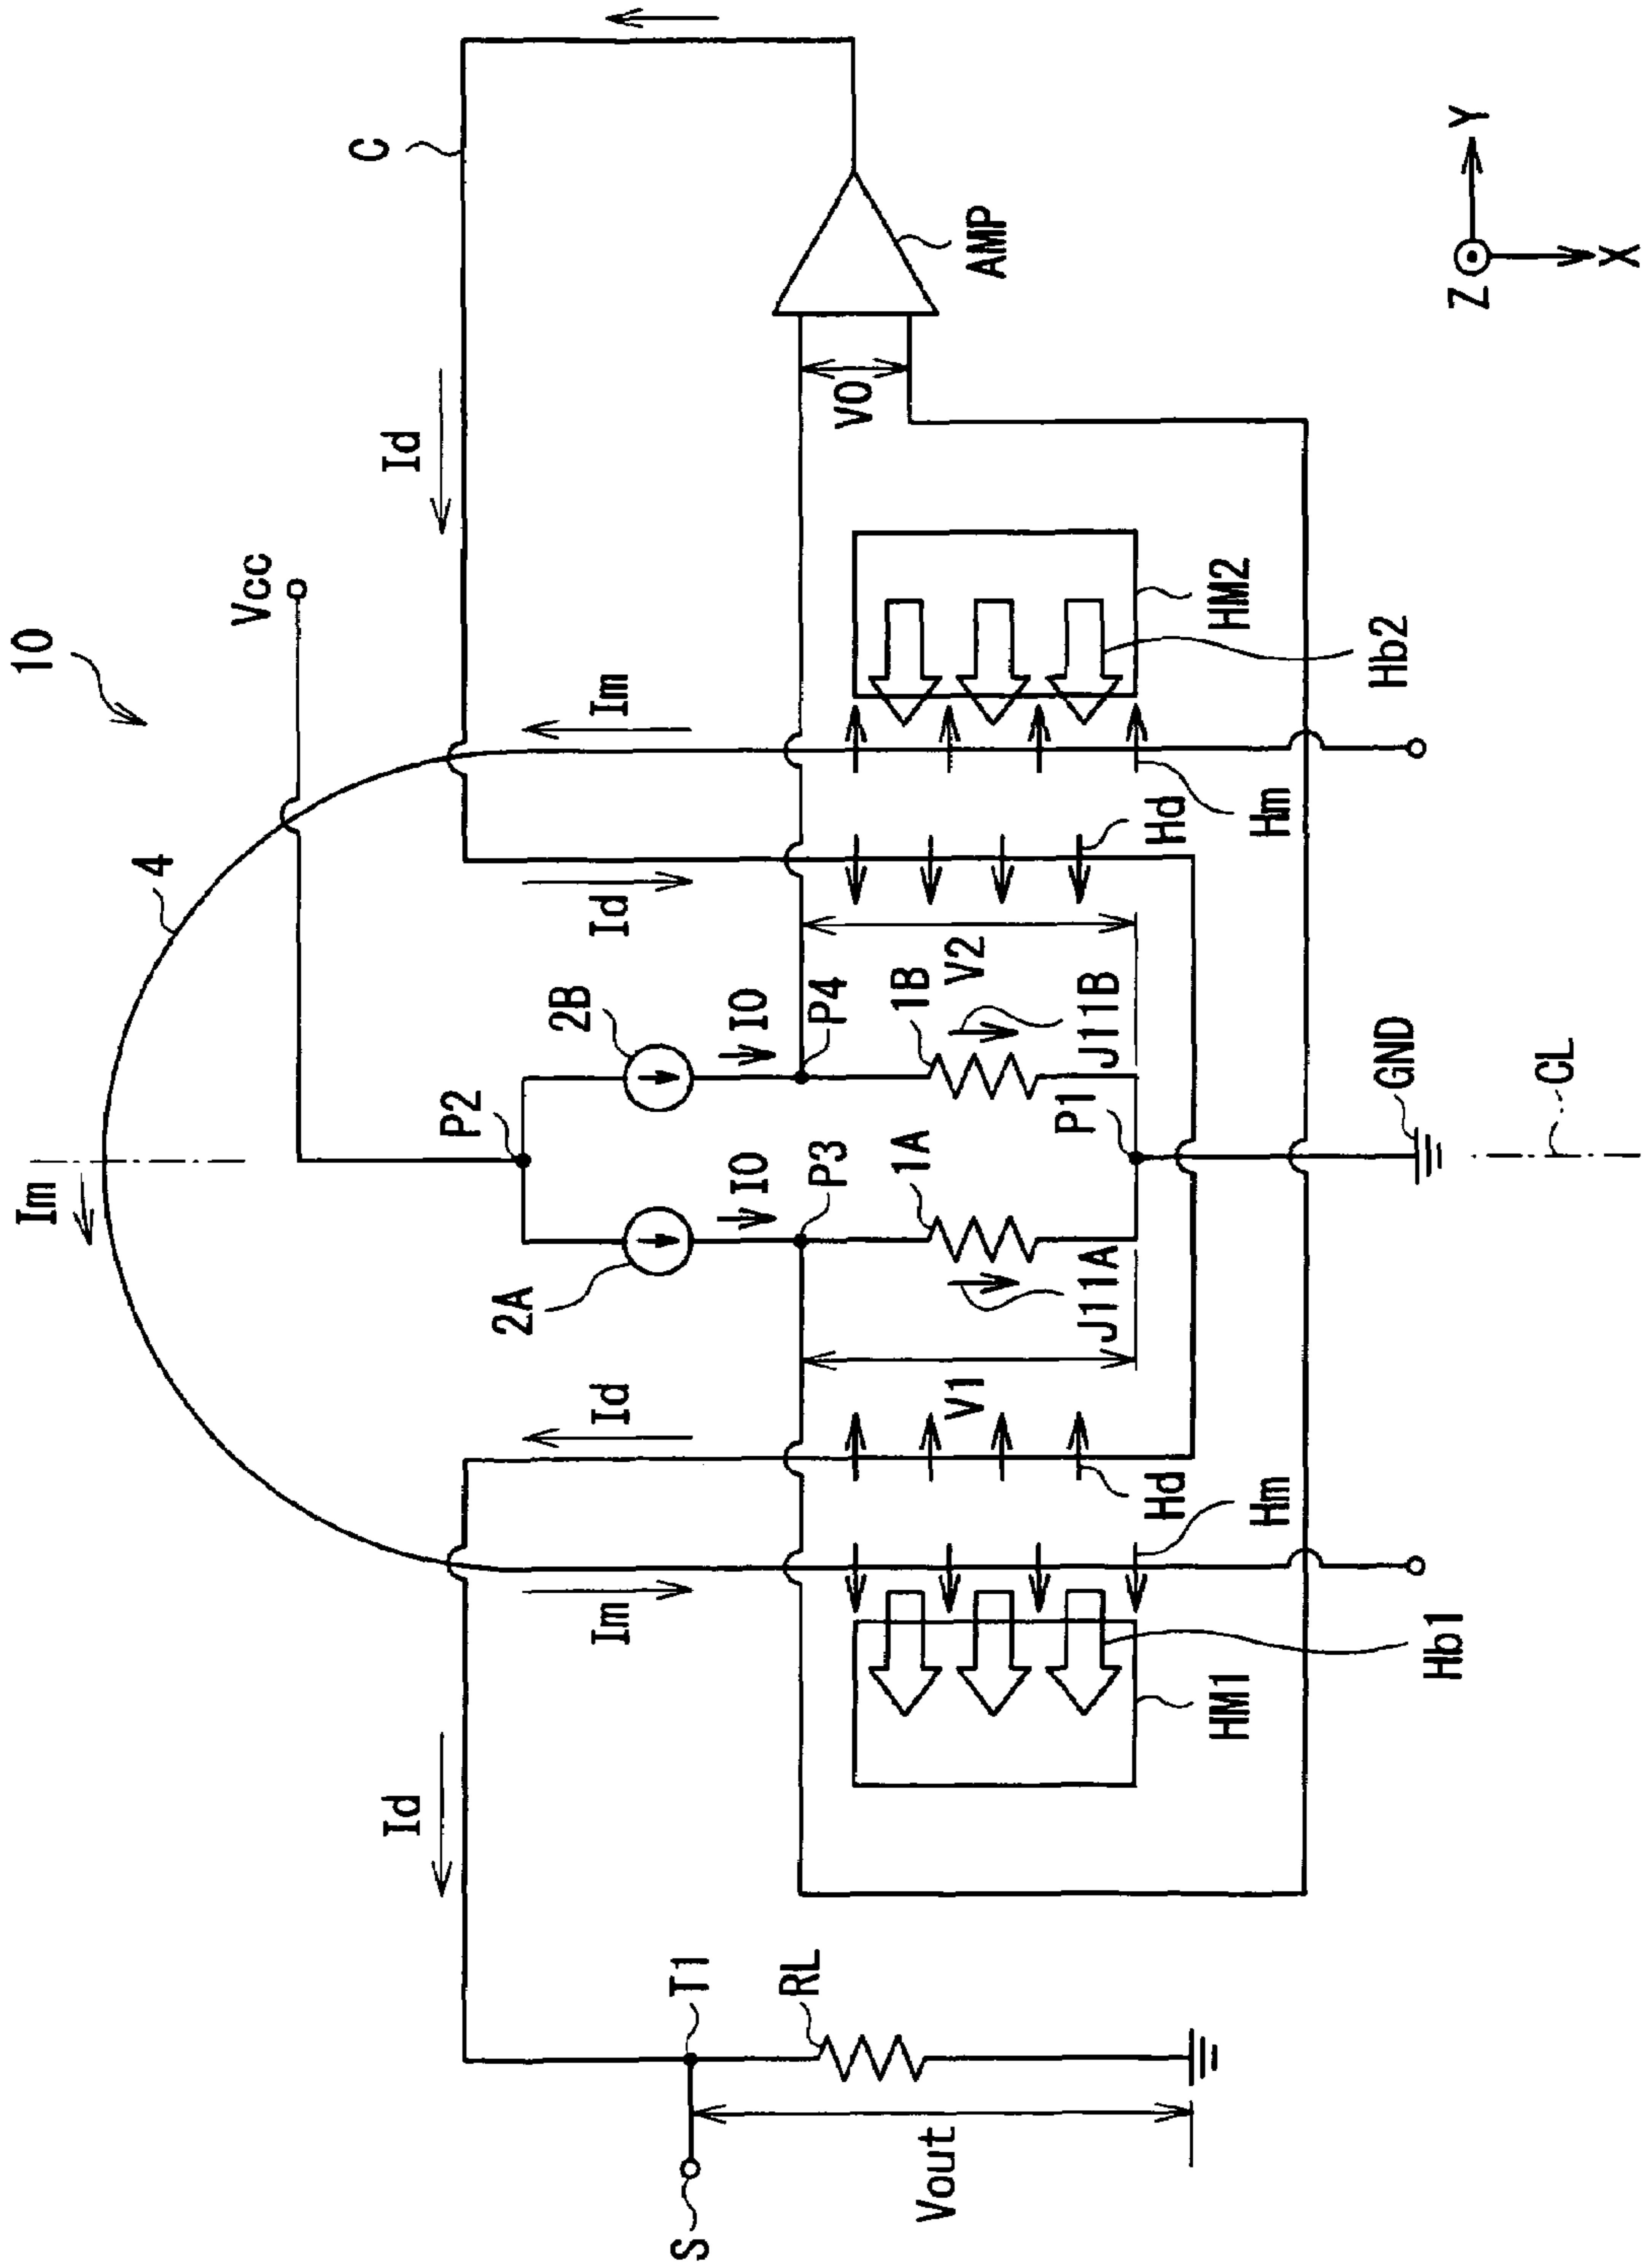 Im
10
4
Vcc
C
Id
Id
P2
2A
2B
Im
Id
Id
Im
S
T1
I0
I0
RL
P3
P4
V0
1A
1B
Vout
V1
V2
AMP
J11A
P1
J11B
Hd
Hd
HM1
Hm
Hm
HM2
Hb1
GND
Hb2
Z
Y
CL
X